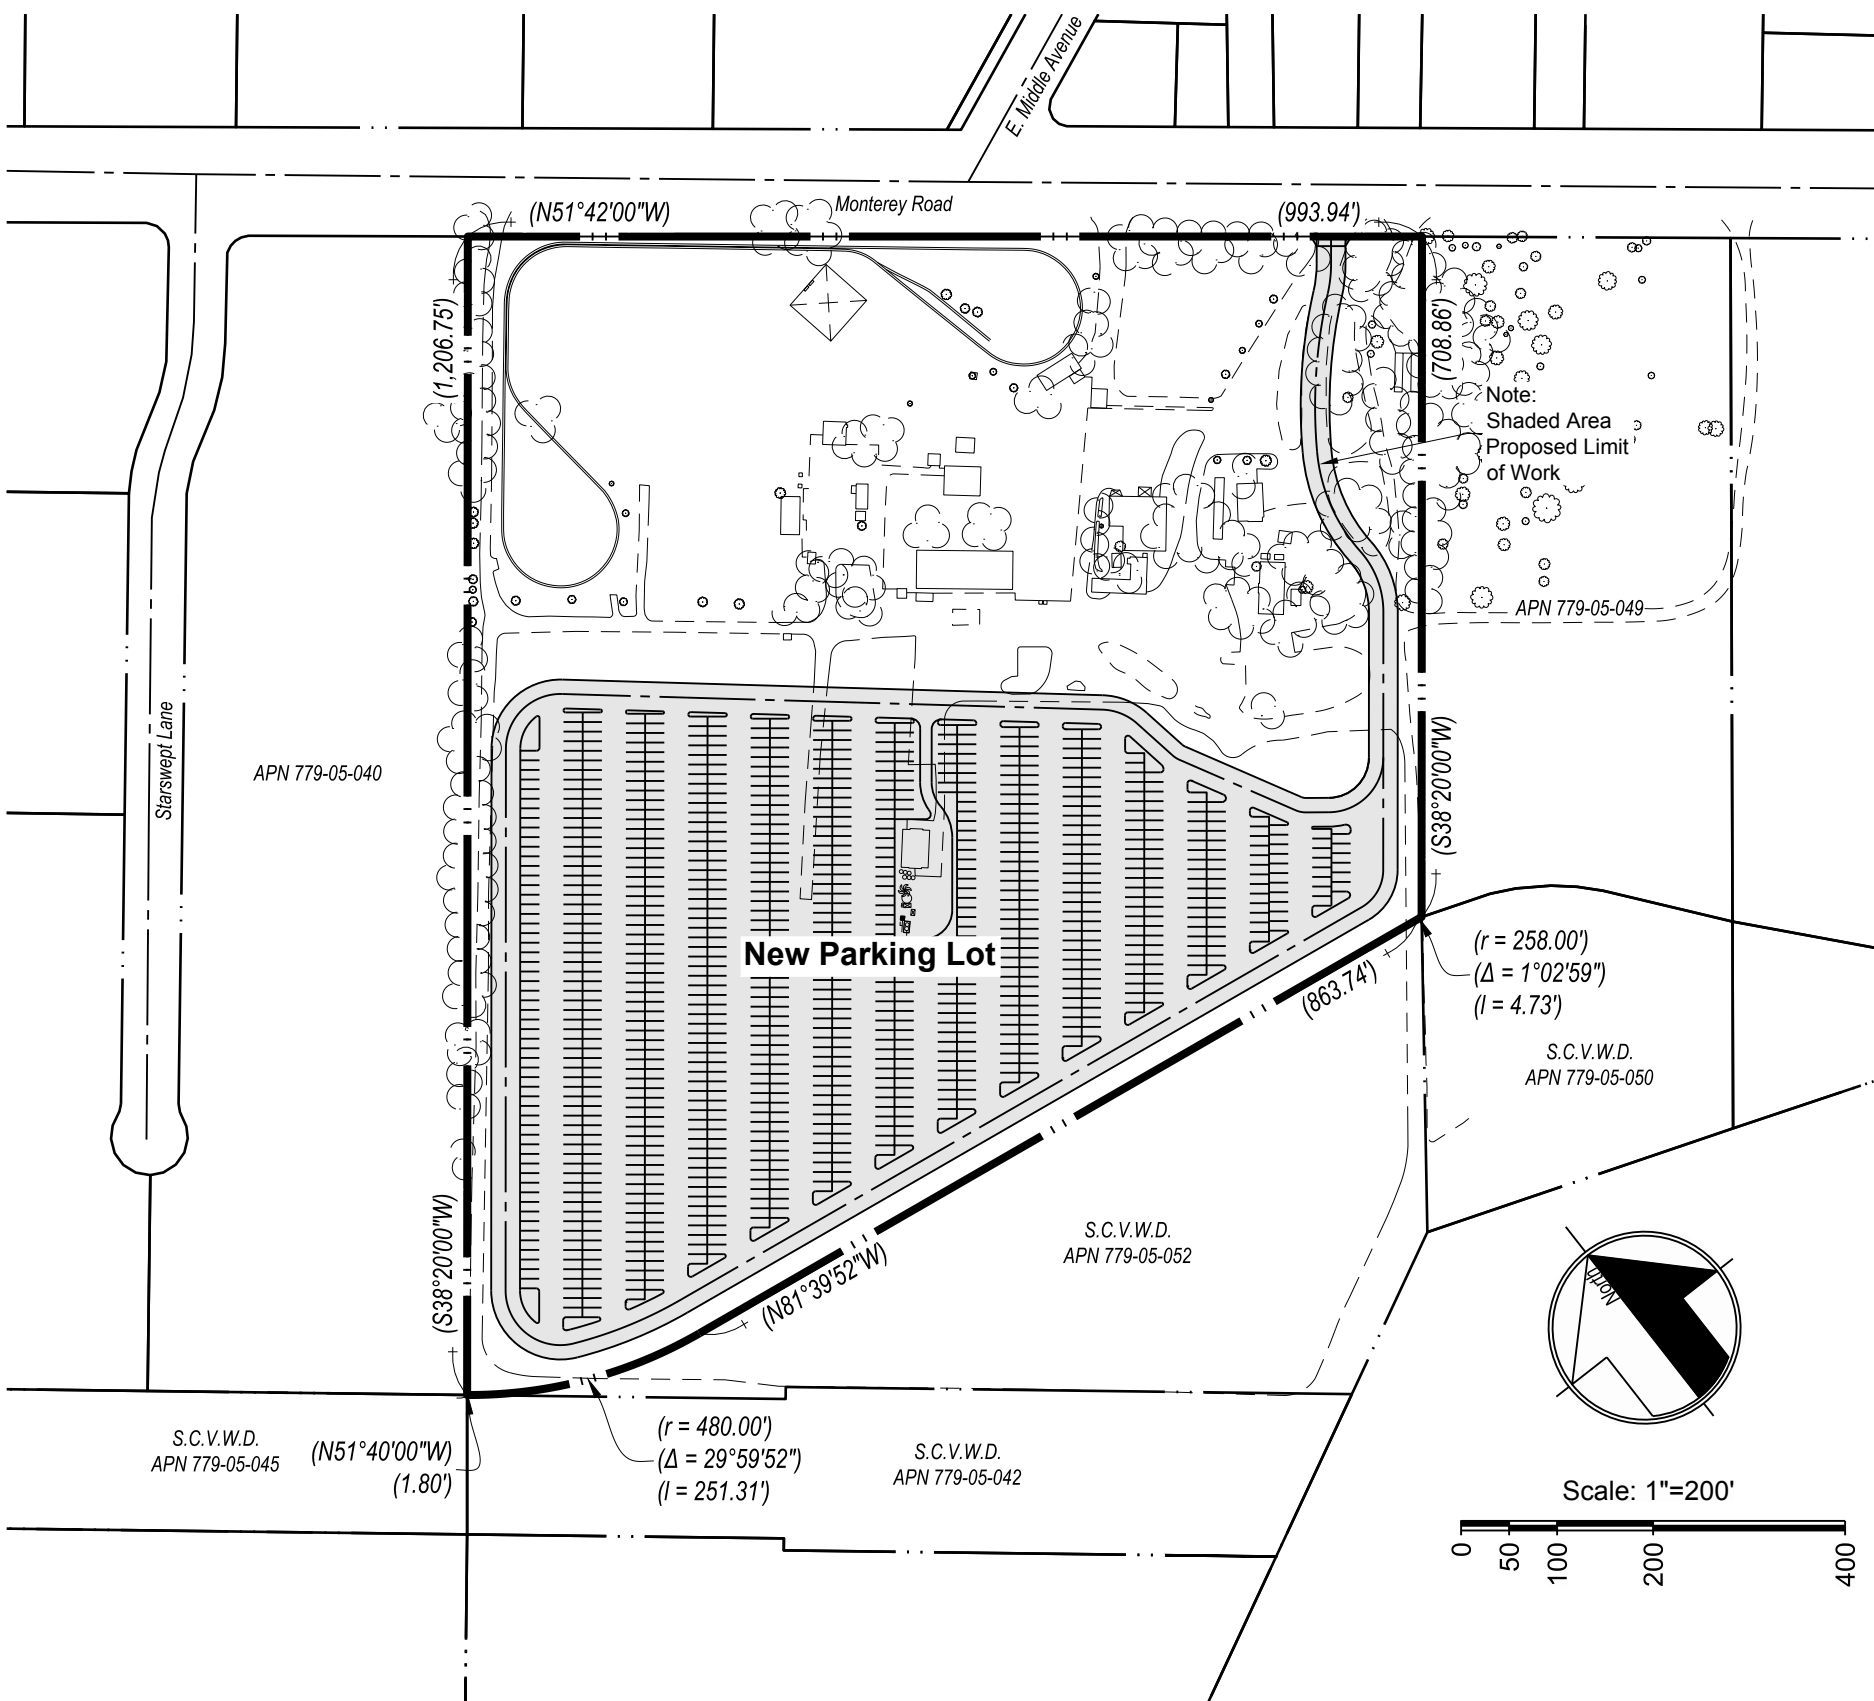 E. Middle Avenue
(N51°42'00"W)
Monterey Road
(993.94')
(1,206.75')
(708.86')
Note:
Shaded Area
Proposed Limit
of Work
APN 779-05-049
Starswept Lane
APN 779-05-040
(S38°20'00"W)
New Parking Lot
(863.74')
(r = 258.00')
(Δ = 1°02'59")
(l = 4.73')
S.C.V.W.D.
APN 779-05-050
(S38°20'00"W)
(N81°39'52"W)
S.C.V.W.D.
APN 779-05-052
North
S.C.V.W.D.
APN 779-05-045
(N51°40'00"W)
(1.80')
(r = 480.00')
(Δ = 29°59'52")
(l = 251.31')
S.C.V.W.D.
APN 779-05-042
Scale: 1"=200'
0
50
100
200
400